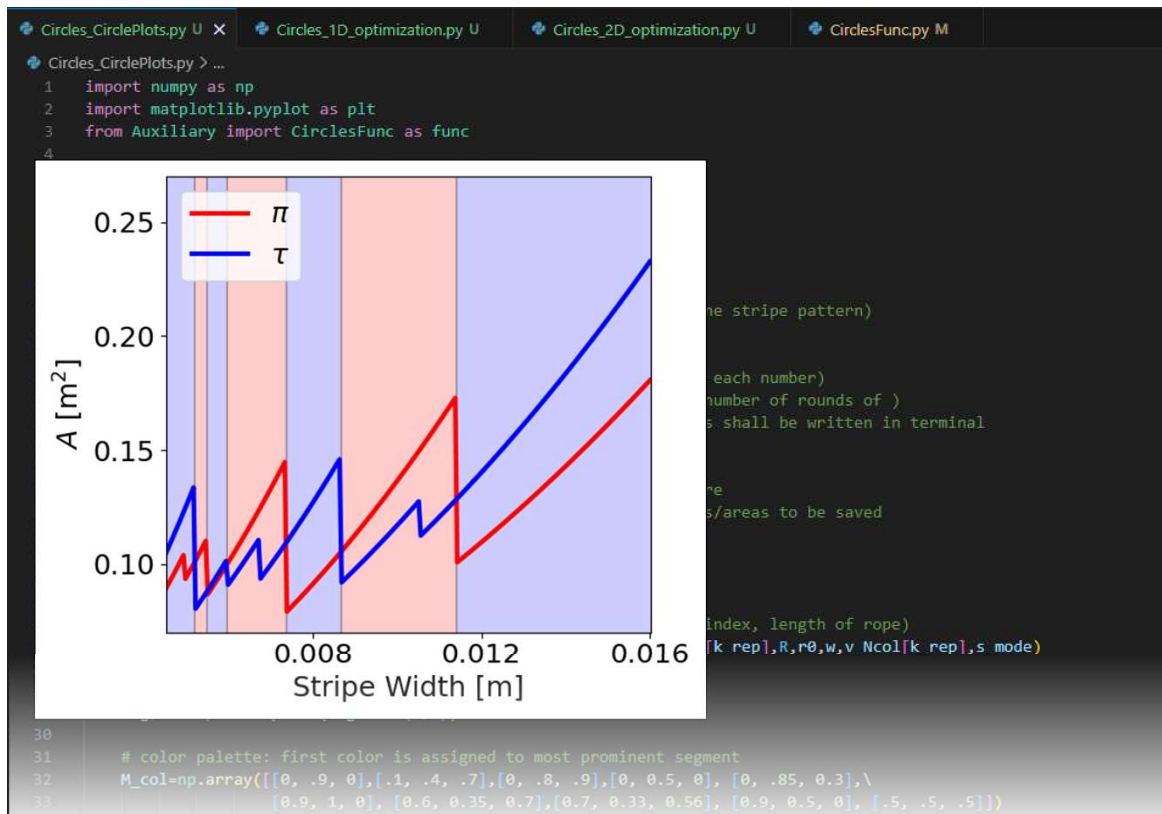 Circles_CirclePlots.py U × Circles_1D_optimization.py U Circles_2D_optimization.py U CirclesFunc.py M
Circles_CirclePlots.py > ...
1 import numpy as np
2 import matplotlib.pyplot as plt
3 from Auxiliary import CirclesFunc as func
4
π
τ
0.25
0.20
0.15
0.10
A [m²]
0.008 0.012 0.016
Stripe Width [m]
he stripe pattern)
each number)
number of rounds of )
s shall be written in terminal
re
s/areas to be saved
index, length of rope)
[k rep],R,r0,w,v Ncol[k rep],s mode)
30
31 # color palette: first color is assigned to most prominent segment
32 M_col=np.array([[0, .9, 0],[.1, .4, .7],[0, .8, .9],[0, 0.5, 0], [0, .85, 0.3],\
33 [0.9, 1, 0], [0.6, 0.35, 0.7],[0.7, 0.33, 0.56], [0.9, 0.5, 0], [.5, .5, .5]])